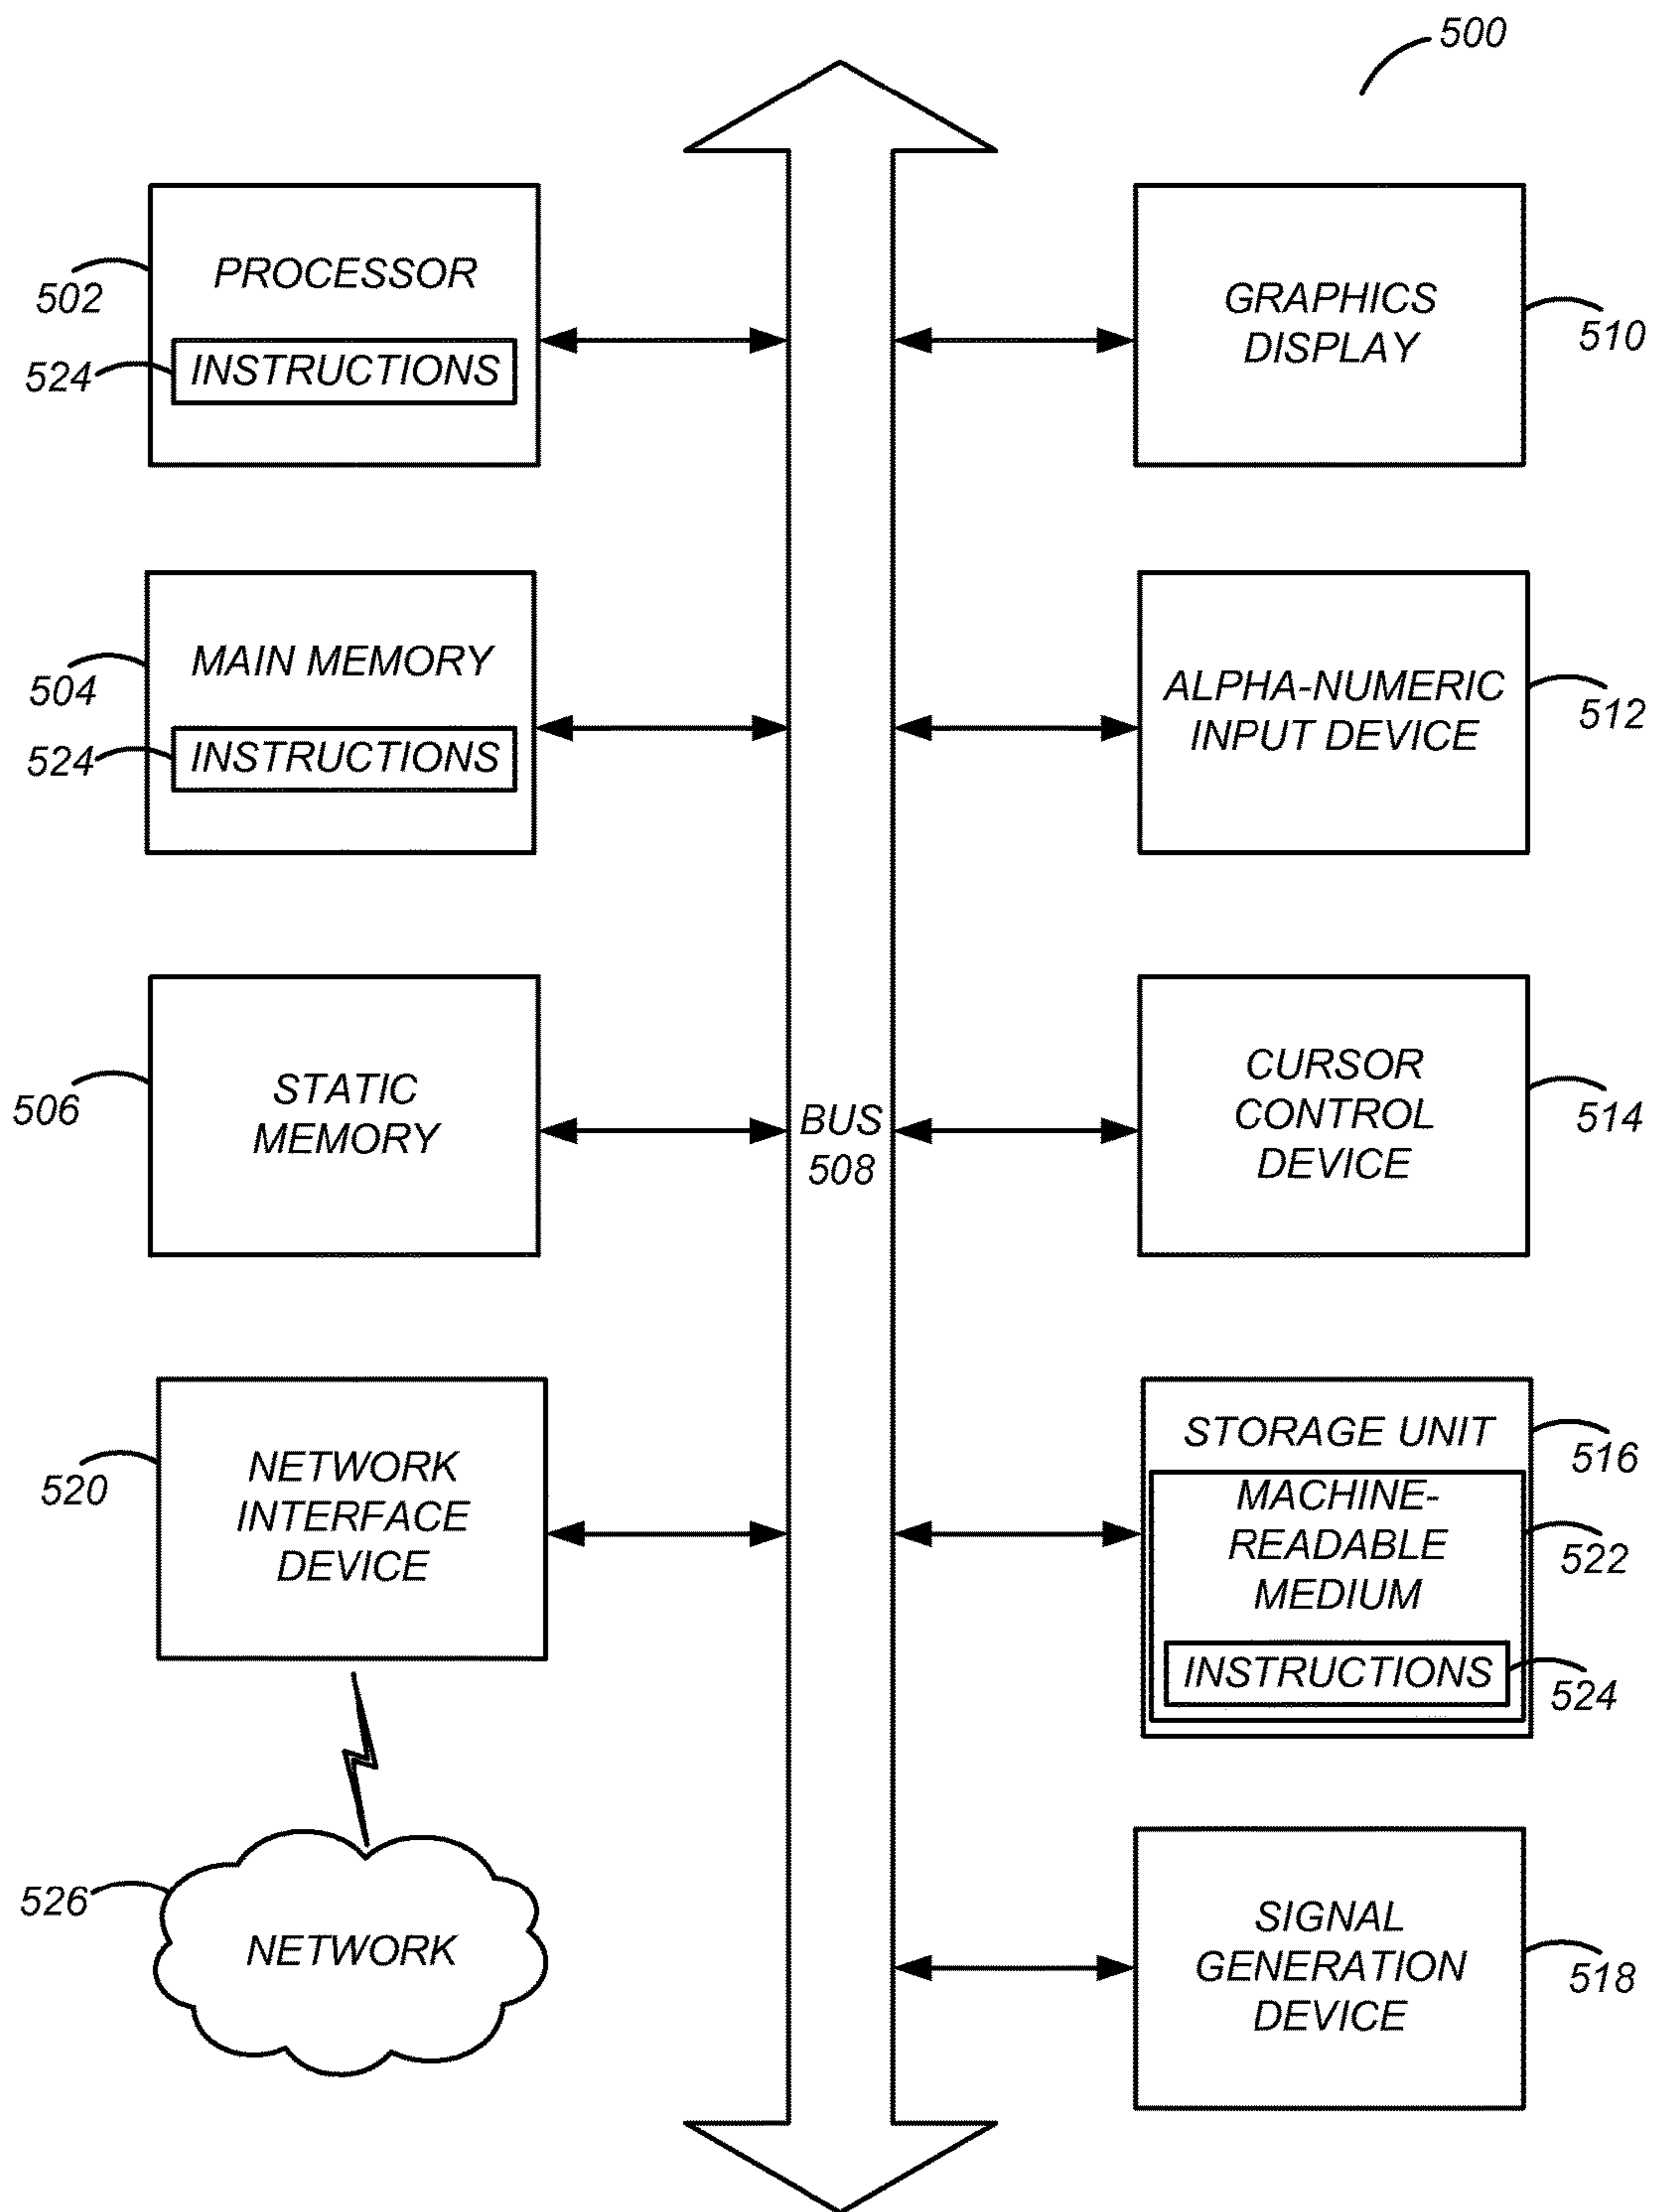 500
PROCESSOR
502
524
INSTRUCTIONS
GRAPHICS
DISPLAY
510
MAIN MEMORY
504
524
INSTRUCTIONS
ALPHA-NUMERIC
INPUT DEVICE
512
STATIC
MEMORY
506
BUS
508
CURSOR
CONTROL
DEVICE
514
NETWORK
INTERFACE
DEVICE
520
STORAGE UNIT
516
MACHINE-
READABLE
MEDIUM
522
INSTRUCTIONS
524
526
NETWORK
SIGNAL
GENERATION
DEVICE
518